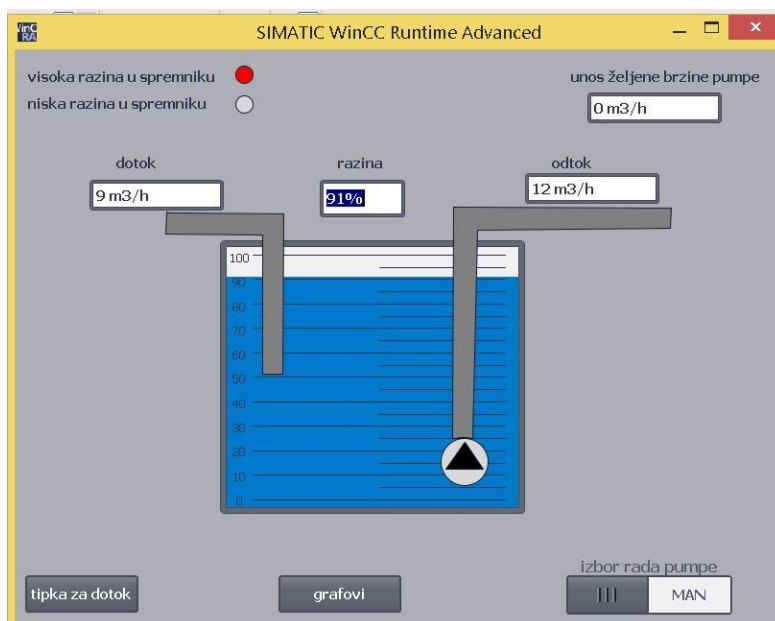 WinC
RA
SIMATIC WinCC Runtime Advanced
visoka razina u spremniku
niska razina u spremniku
unos željene brzine pumpe
0 m3/h
dotok
razina
odtok
9 m3/h
91%
12 m3/h
100
90
80
70
60
50
40
30
20
10
0
izbor rada pumpe
tipka za dotok
grafovi
MAN